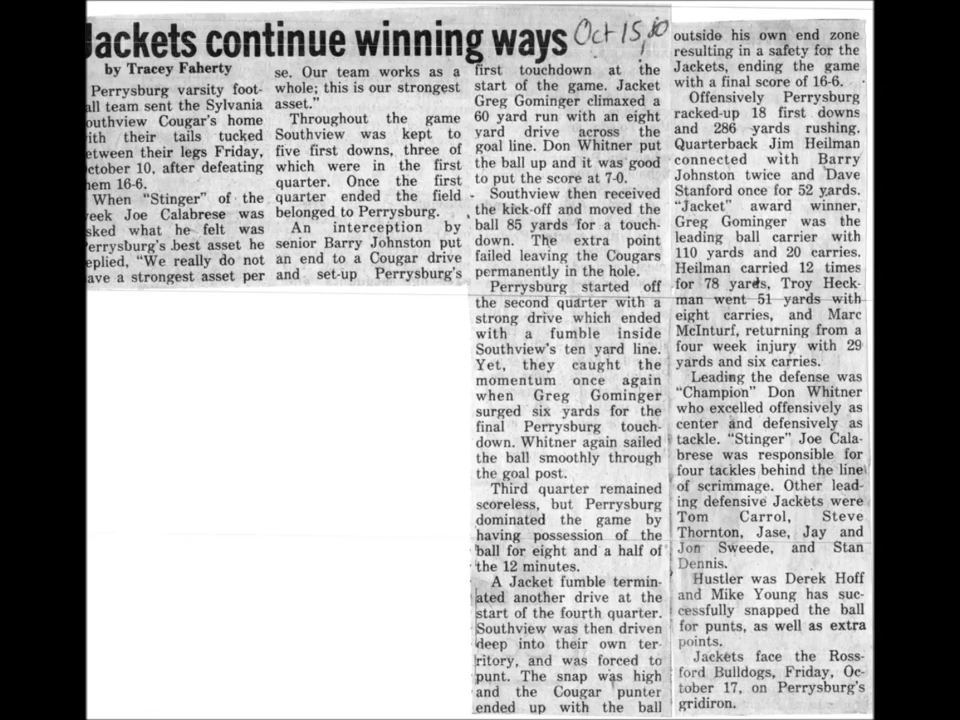 Jackets continue winning ways
Oct 15, 80
by Tracey Faherty
Perrysburg varsity foot-
all team sent the Sylvania
outhview Cougar's home
ith their tails tucked
etween their legs Friday,
ctober 10, after defeating
em 16-6.
When "Stinger" of the
eek Joe Calabrese was
sked what he felt was
errysburg's best asset he
eplied, "We really do not
ave a strongest asset per
se. Our team works as a
whole; this is our strongest
asset."
Throughout the game
Southview was kept to
five first downs, three of
which were in the first
quarter. Once the first
quarter ended the field
belonged to Perrysburg.
An interception by
senior Barry Johnston put
an end to a Cougar drive
and set-up Perrysburg's
first touchdown at the
start of the game. Jacket
Greg Gominger climaxed a
60 yard run with an eight
yard drive across the
goal line. Don Whitner put
the ball up and it was good
to put the score at 7-0.
Southview then received
the kick-off and moved the
ball 85 yards for a touch-
down. The extra point
failed leaving the Cougars
permanently in the hole.
Perrysburg started off
the second quarter with a
strong drive which ended
with a fumble inside
Southview's ten yard line.
Yet, they caught the
momentum once again
when Greg Gominger
surged six yards for the
final Perrysburg touch-
down. Whitner again sailed
the ball smoothly through
the goal post.
Third quarter remained
scoreless, but Perrysburg
dominated the game by
having possession of the
ball for eight and a half of
the 12 minutes.
A Jacket fumble termin-
ated another drive at the
start of the fourth quarter.
Southview was then driven
deep into their own ter-
ritory, and was forced to
punt. The snap was high
and the Cougar punter
ended up with the ball
outside his own end zone
resulting in a safety for the
Jackets, ending the game
with a final score of 16-6.
Offensively Perrysburg
racked-up 18 first downs
and 286 yards rushing.
Quarterback Jim Heilman
connected with Barry
Johnston twice and Dave
Stanford once for 52 yards.
"Jacket" award winner,
Greg Gominger was the
leading ball carrier with
110 yards and 20 carries.
Heilman carried 12 times
for 78 yards, Troy Heck-
man went 51 yards with
eight carries, and Marc
McInturf, returning from a
four week injury with 29
yards and six carries.
Leading the defense was
"Champion" Don Whitner
who excelled offensively as
center and defensively as
tackle. "Stinger" Joe Cala-
brese was responsible for
four tackles behind the line
of scrimmage. Other lead-
ing defensive Jackets were
Tom Carrol, Steve
Thornton, Jase, Jay and
Jon Sweede, and Stan
Dennis.
Hustler was Derek Hoff
and Mike Young has suc-
cessfully snapped the ball
for punts, as well as extra
points.
Jackets face the Ross-
ford Bulldogs, Friday, Oc-
tober 17, on Perrysburg's
gridiron.